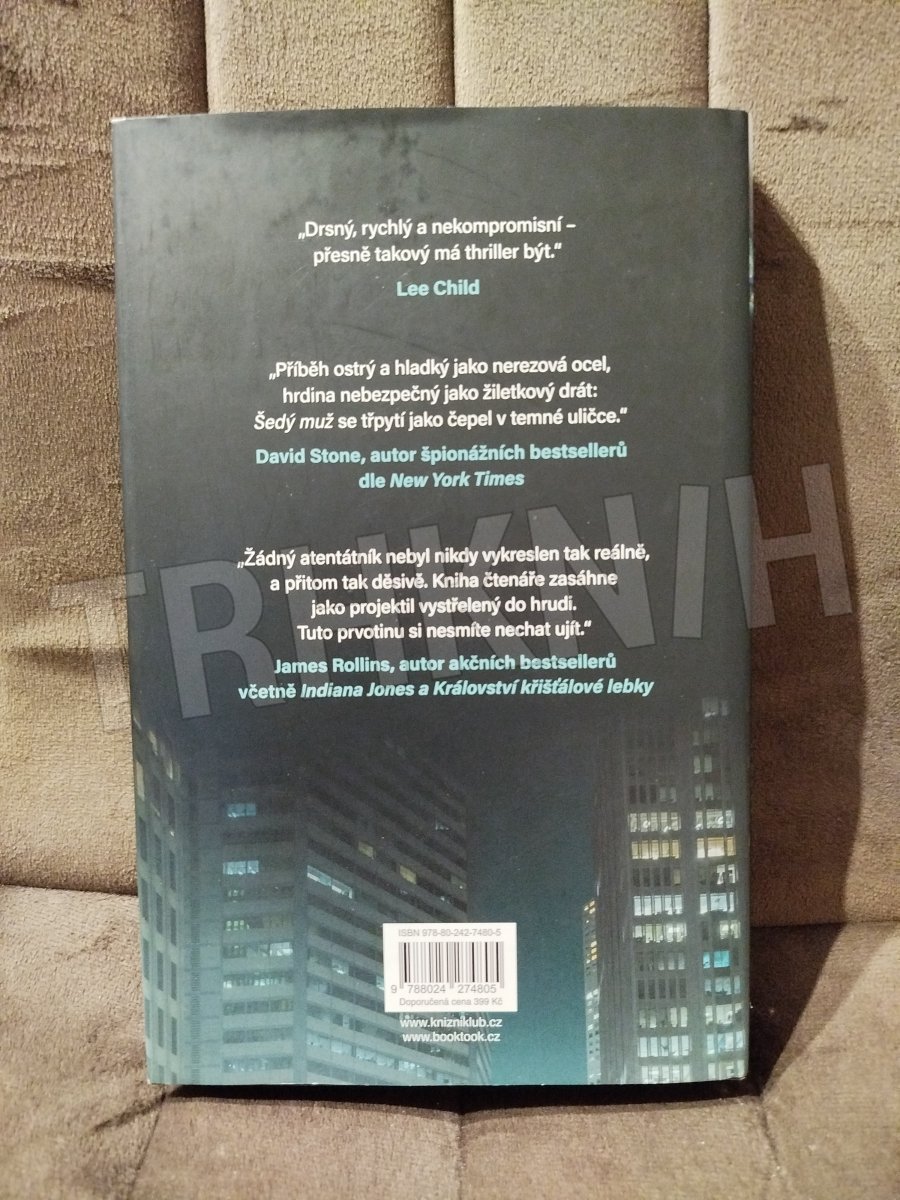 „Drsný, rychlý a nekompromisní –
přesně takový má thriller být.“
Lee Child
„Příběh ostrý a hladký jako nerezová ocel,
hrdina nebezpečný jako žiletkový drát:
Šedý muž se třpytí jako čepel v temné uličce.“
David Stone, autor špionážních bestsellerů
dle New York Times
„Žádný atentátník nebyl nikdy vykreslen tak reálně,
a přitom tak děsivě. Kniha čtenáře zasáhne
jako projektil vystřelený do hrudi.
Tuto prvotinu si nesmíte nechat ujít.“
James Rollins, autor akčních bestsellerů
včetně Indiana Jones a Království křišťálové lebky
TRHKNIH
ISBN 978-80-242-7480-5
9 788024 274805
Doporučená cena 399 Kč
www.knizniklub.cz
www.booktook.cz